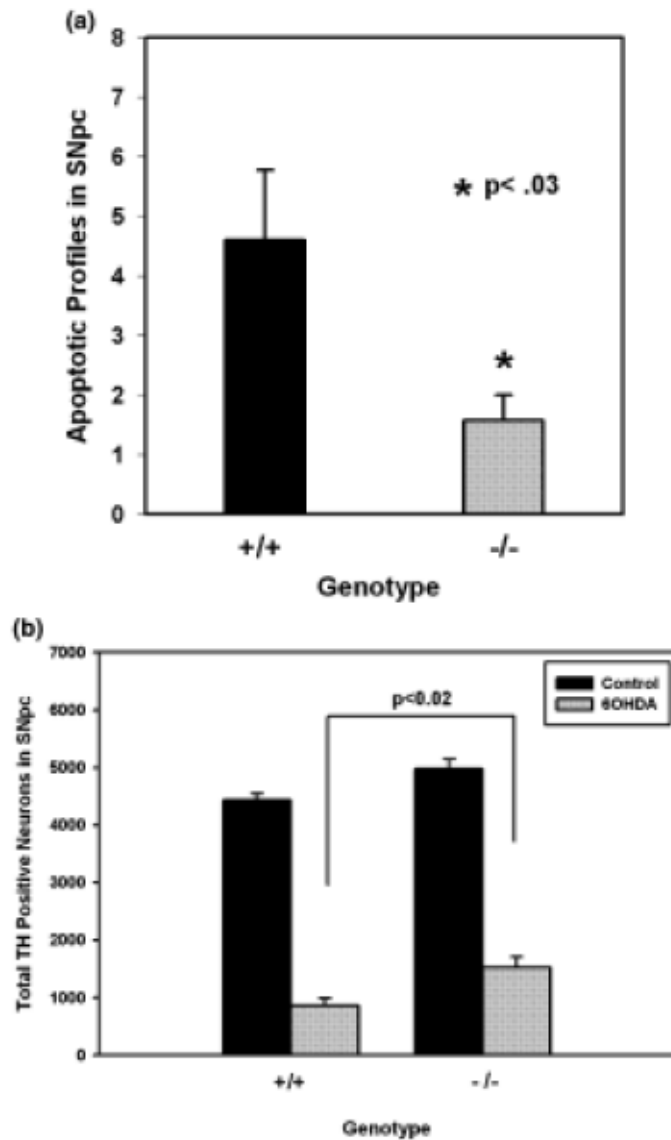 (a)
8
7
6
5
4
3
2
1
0
Apoptotic Profiles in SNpc
* p< .03
*
+/+ -/-
Genotype
(b)
7000
6000
5000
4000
3000
2000
1000
0
Total TH Positive Neurons in SNpc
Control
6OHDA
p<0.02
+/+ - /-
Genotype